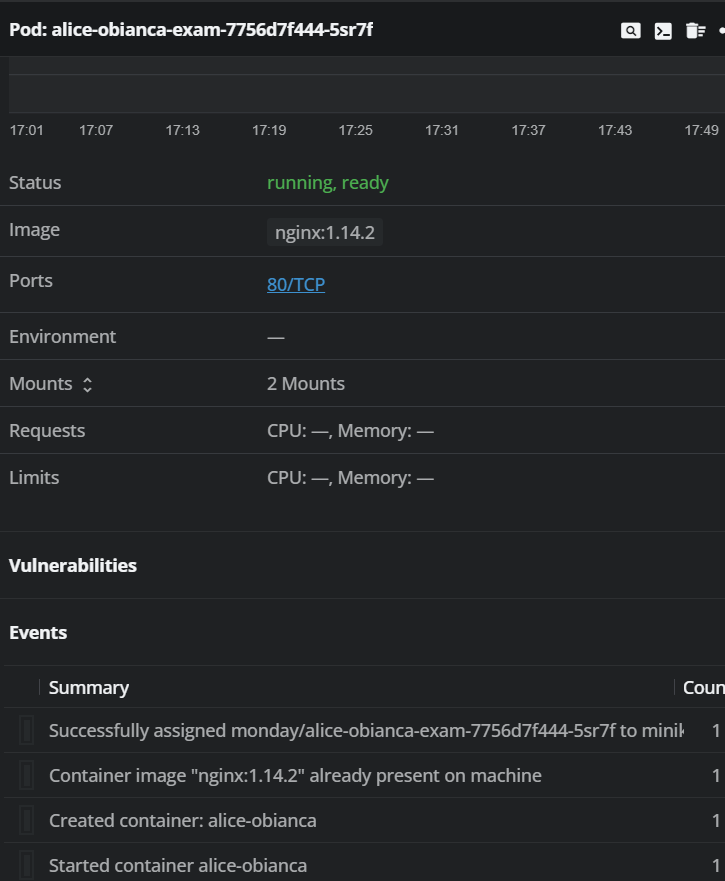 Pod: alice-obianca-exam-7756d7f444-5sr7f
17:01 17:07 17:13 17:19 17:25 17:31 17:37 17:43 17:49
Status running, ready
Image nginx:1.14.2
Ports 80/TCP
Environment —
Mounts 2 Mounts
Requests CPU: —, Memory: —
Limits CPU: —, Memory: —
Vulnerabilities
Events
Summary Coun
Successfully assigned monday/alice-obianca-exam-7756d7f444-5sr7f to minik 1
Container image "nginx:1.14.2" already present on machine 1
Created container: alice-obianca 1
Started container alice-obianca 1